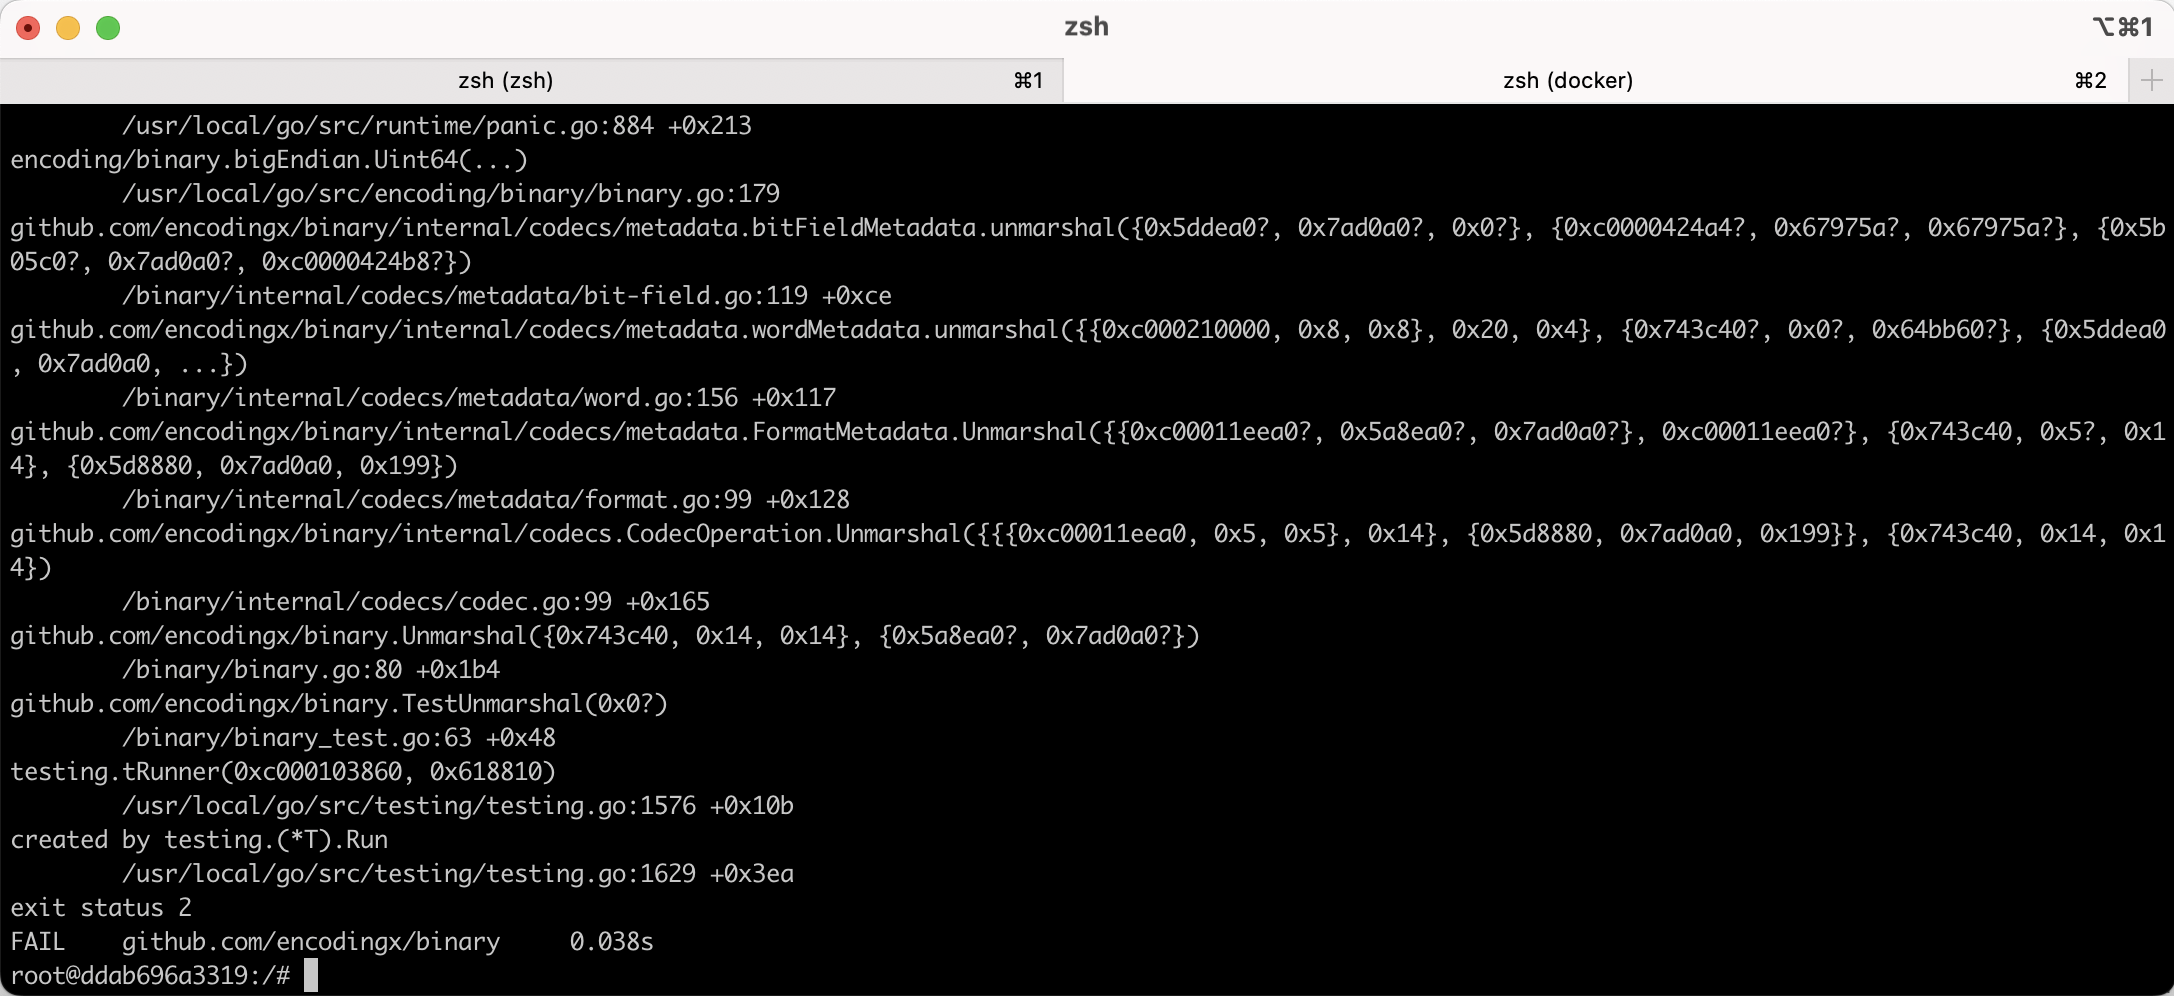 zsh
⌥⌘1
zsh (zsh)
⌘1
zsh (docker)
⌘2
/usr/local/go/src/runtime/panic.go:884 +0x213
encoding/binary.bigEndian.Uint64(...)
/usr/local/go/src/encoding/binary/binary.go:179
github.com/encodingx/binary/internal/codecs/metadata.bitFieldMetadata.unmarshal({0x5ddea0?, 0x7ad0a0?, 0x0?}, {0xc0000424a4?, 0x67975a?, 0x67975a?}, {0x5b
05c0?, 0x7ad0a0?, 0xc0000424b8?})
/binary/internal/codecs/metadata/bit-field.go:119 +0xce
github.com/encodingx/binary/internal/codecs/metadata.wordMetadata.unmarshal({{0xc000210000, 0x8, 0x8}, 0x20, 0x4}, {0x743c40?, 0x0?, 0x64bb60?}, {0x5ddea0
, 0x7ad0a0, ...})
/binary/internal/codecs/metadata/word.go:156 +0x117
github.com/encodingx/binary/internal/codecs/metadata.FormatMetadata.Unmarshal({{0xc00011eea0?, 0x5a8ea0?, 0x7ad0a0?}, 0xc00011eea0?}, {0x743c40, 0x5?, 0x1
4}, {0x5d8880, 0x7ad0a0, 0x199})
/binary/internal/codecs/metadata/format.go:99 +0x128
github.com/encodingx/binary/internal/codecs.CodecOperation.Unmarshal({{{0xc00011eea0, 0x5, 0x5}, 0x14}, {0x5d8880, 0x7ad0a0, 0x199}}, {0x743c40, 0x14, 0x1
4})
/binary/internal/codecs/codec.go:99 +0x165
github.com/encodingx/binary.Unmarshal({0x743c40, 0x14, 0x14}, {0x5a8ea0?, 0x7ad0a0?})
/binary/binary.go:80 +0x1b4
github.com/encodingx/binary.TestUnmarshal(0x0?)
/binary/binary_test.go:63 +0x48
testing.tRunner(0xc000103860, 0x618810)
/usr/local/go/src/testing/testing.go:1576 +0x10b
created by testing.(*T).Run
/usr/local/go/src/testing/testing.go:1629 +0x3ea
exit status 2
FAIL    github.com/encodingx/binary     0.038s
root@ddab696a3319:/#